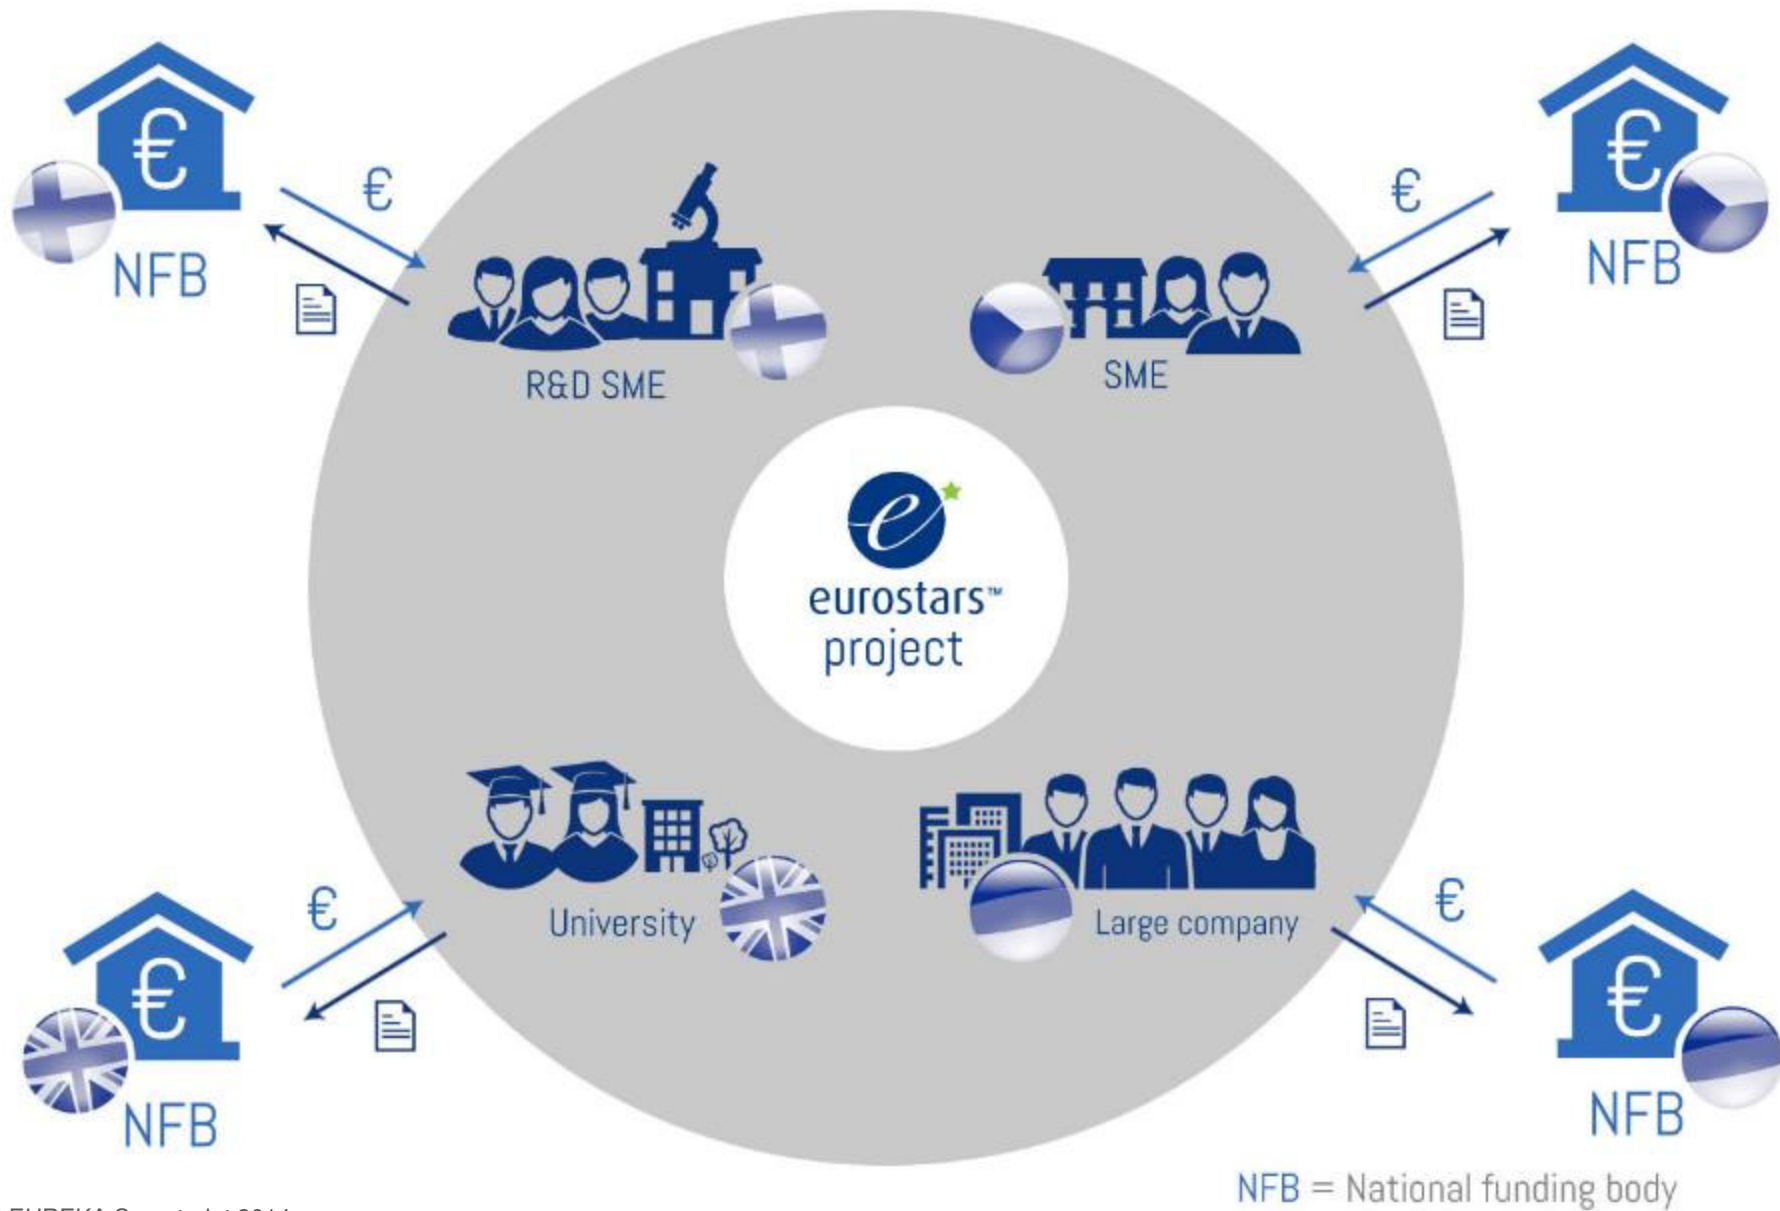 €
€
NFB
€
€
NFB
R&D SME
SME
e
eurostars™
project
University
Large company
€
€
NFB
€
€
NFB
NFB = National funding body